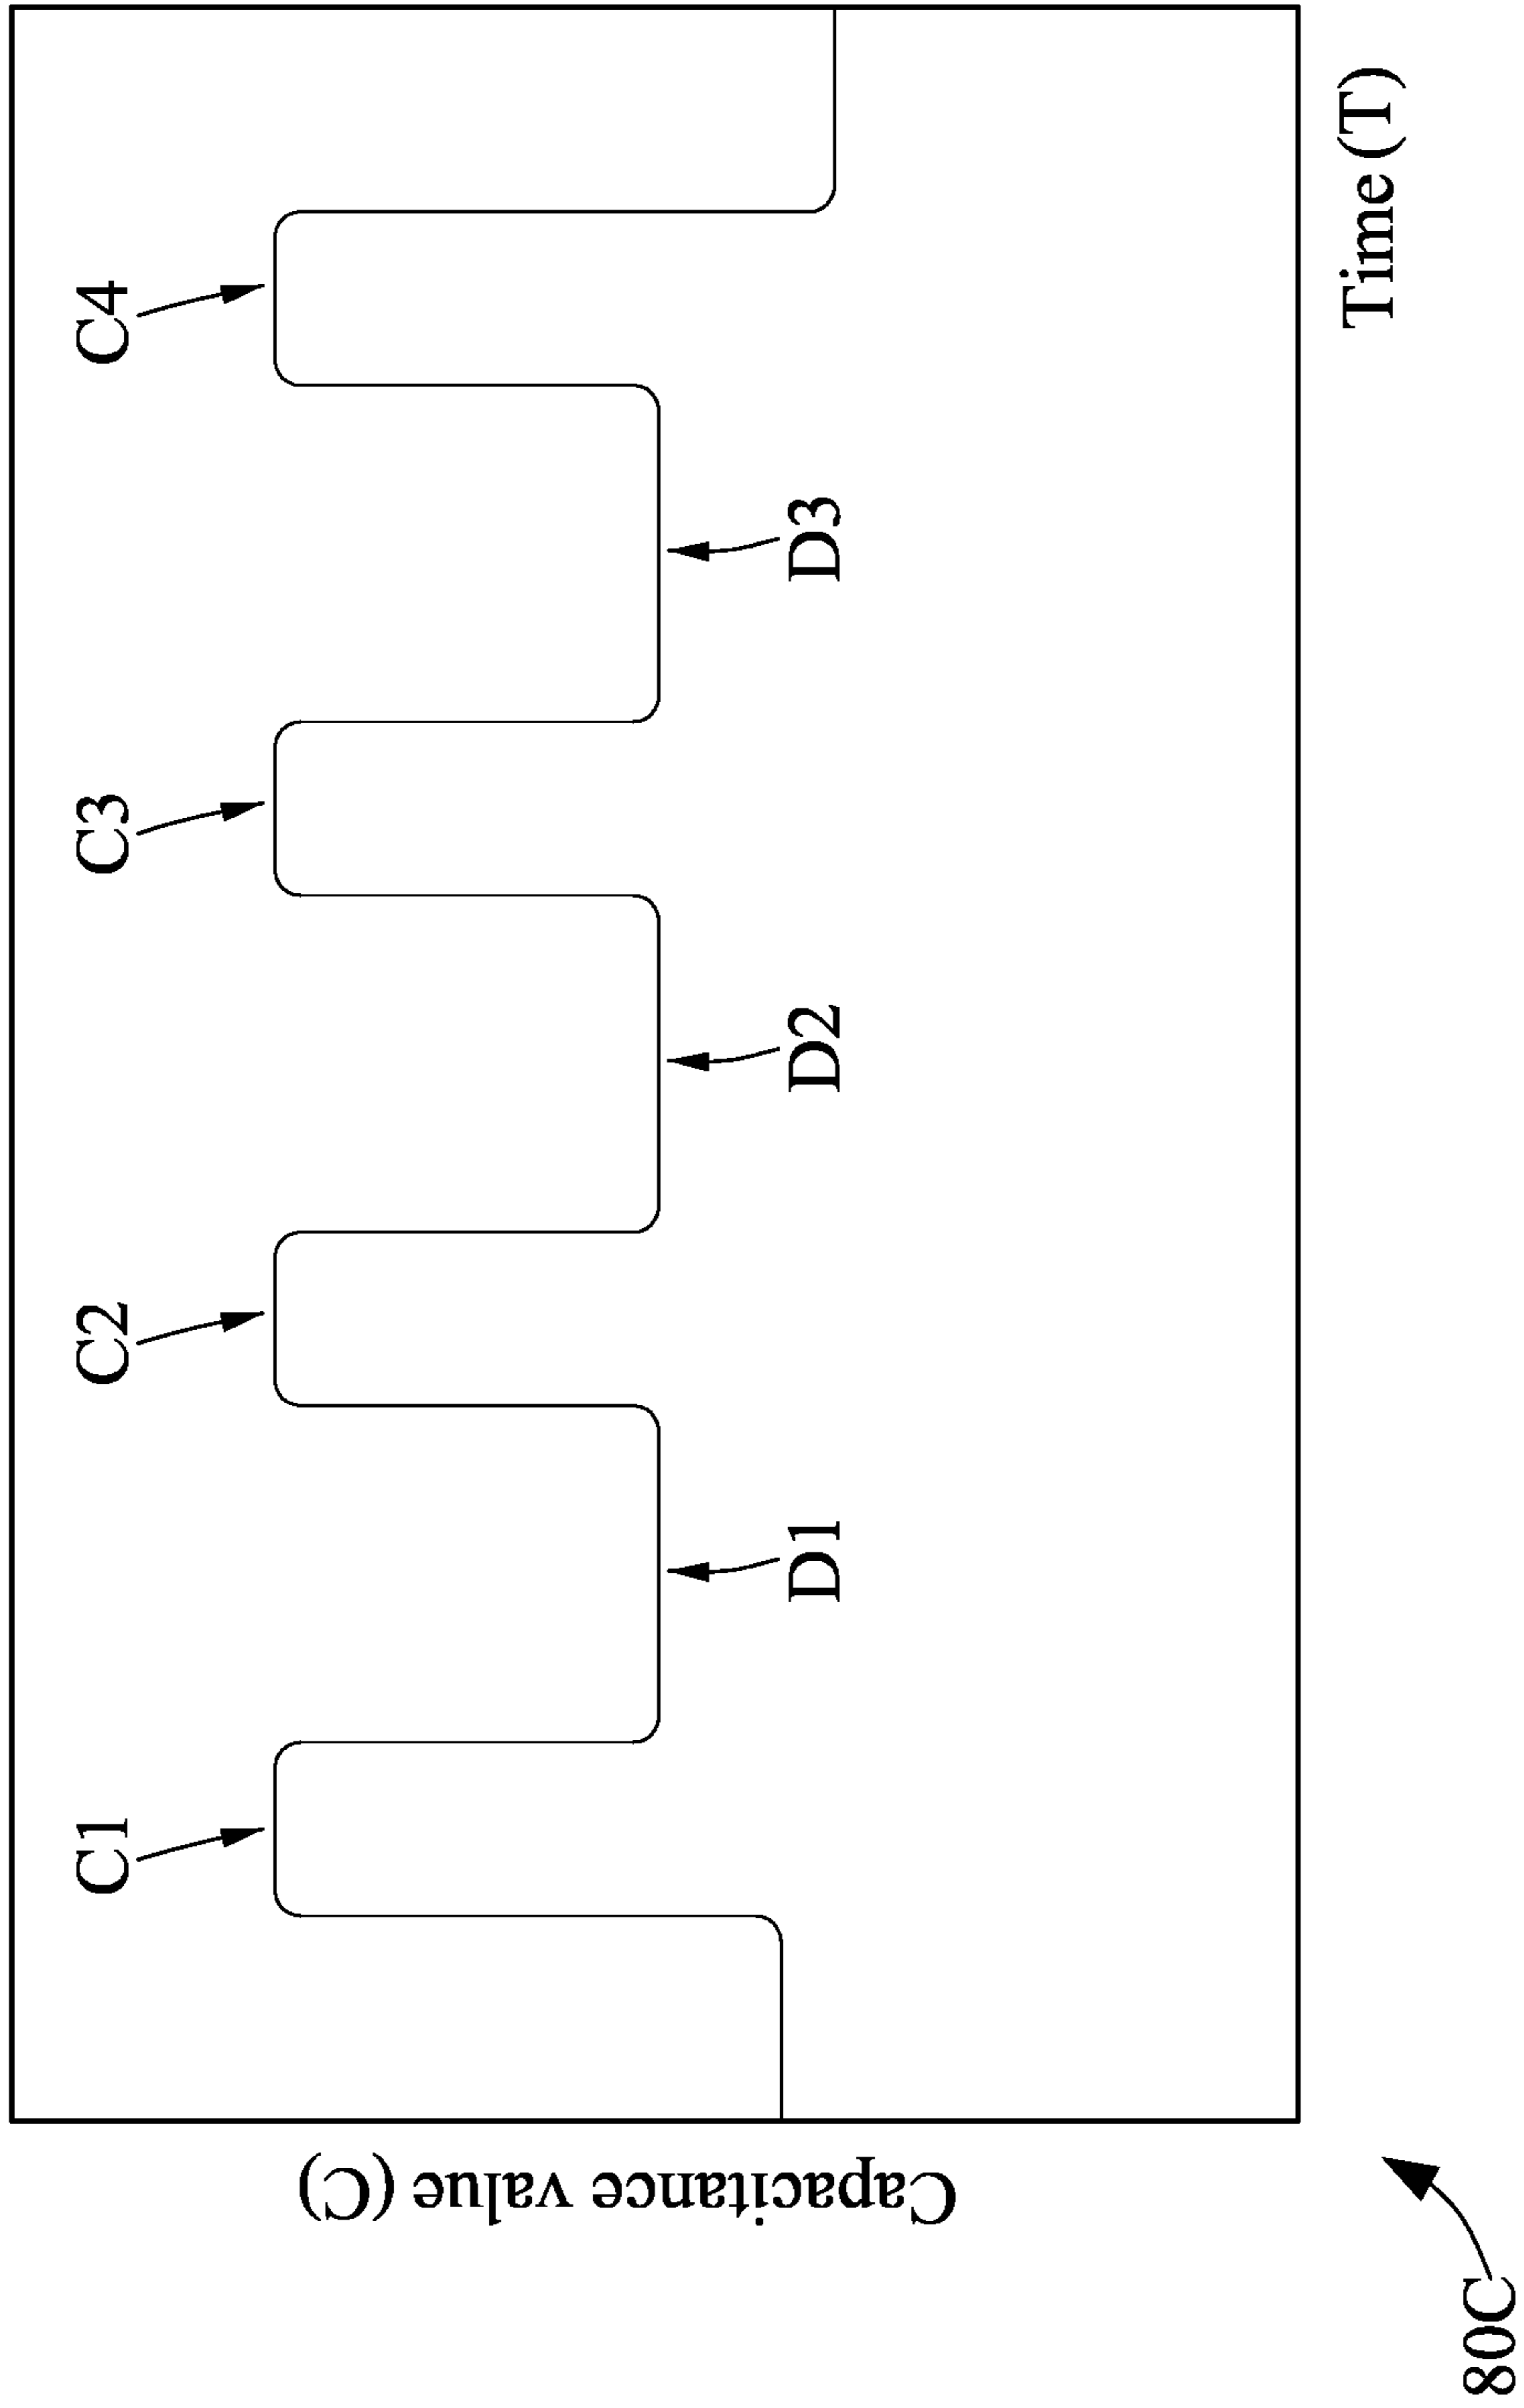 Capacitance value (C)
C1
C2
C3
C4
D1
D2
D3
Time (T)
80C